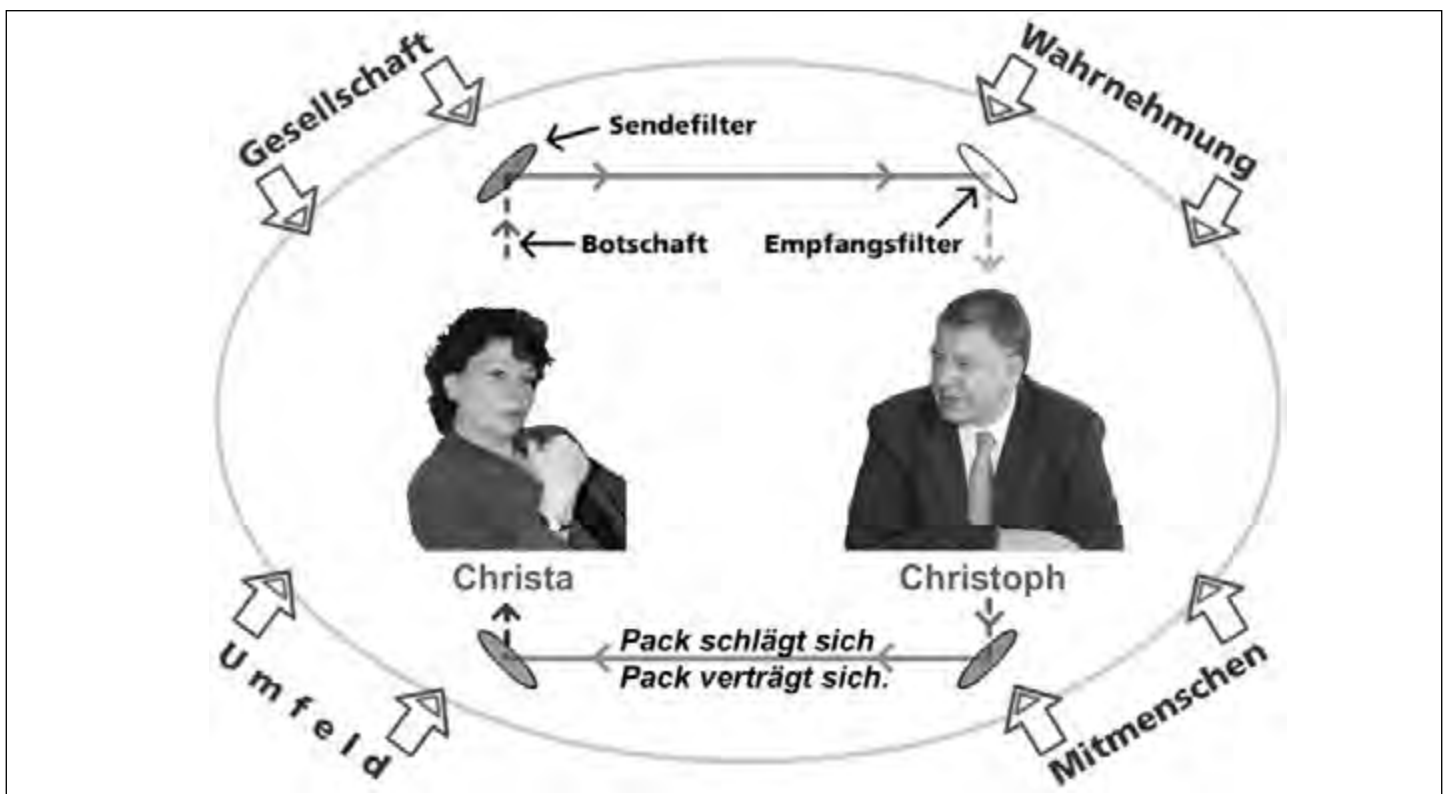 Gesellschaft
Wahrnehmung
Sendefilter
Botschaft
Empfangsfilter
Christa
Christoph
Pack schlägt sich
Pack verträgt sich.
Umfeld
Mitmenschen